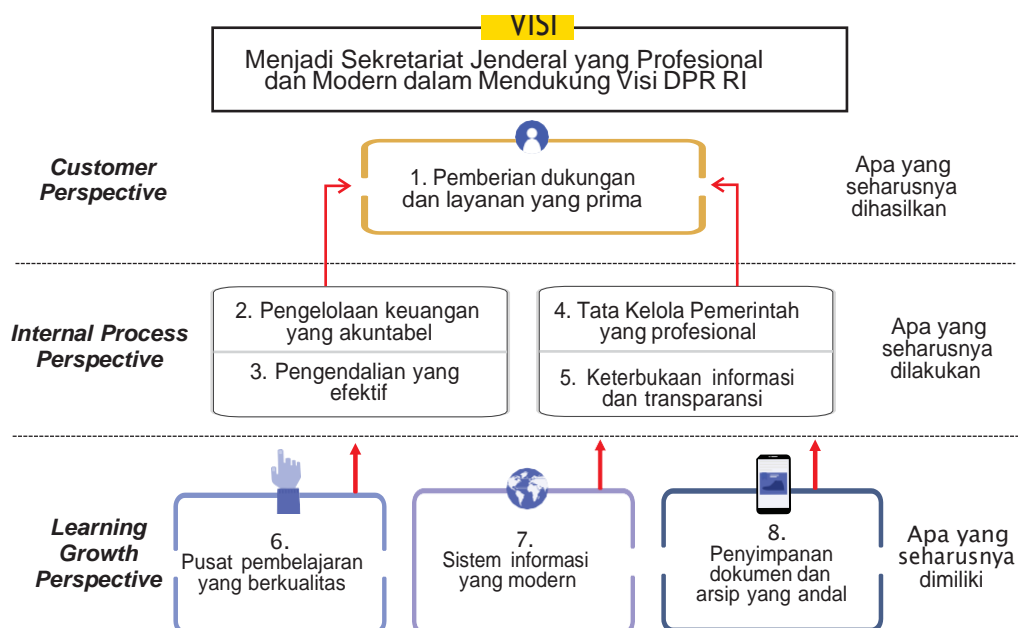 VISI
Menjadi Sekretariat Jenderal yang Profesional
dan Modern dalam Mendukung Visi DPR RI
Customer
Perspective
1. Pemberian dukungan
dan layanan yang prima
Apa yang
seharusnya
dihasilkan
Internal Process
Perspective
2. Pengelolaan keuangan
yang akuntabel
3. Pengendalian yang
efektif
4. Tata Kelola Pemerintah
yang profesional
5. Keterbukaan informasi
dan transparansi
Apa yang
seharusnya
dilakukan
Learning
Growth
Perspective
6.
Pusat pembelajaran
yang berkualitas
7.
Sistem informasi
yang modern
8.
Penyimpanan
dokumen dan
arsip yang andal
Apa yang
seharusnya
dimiliki